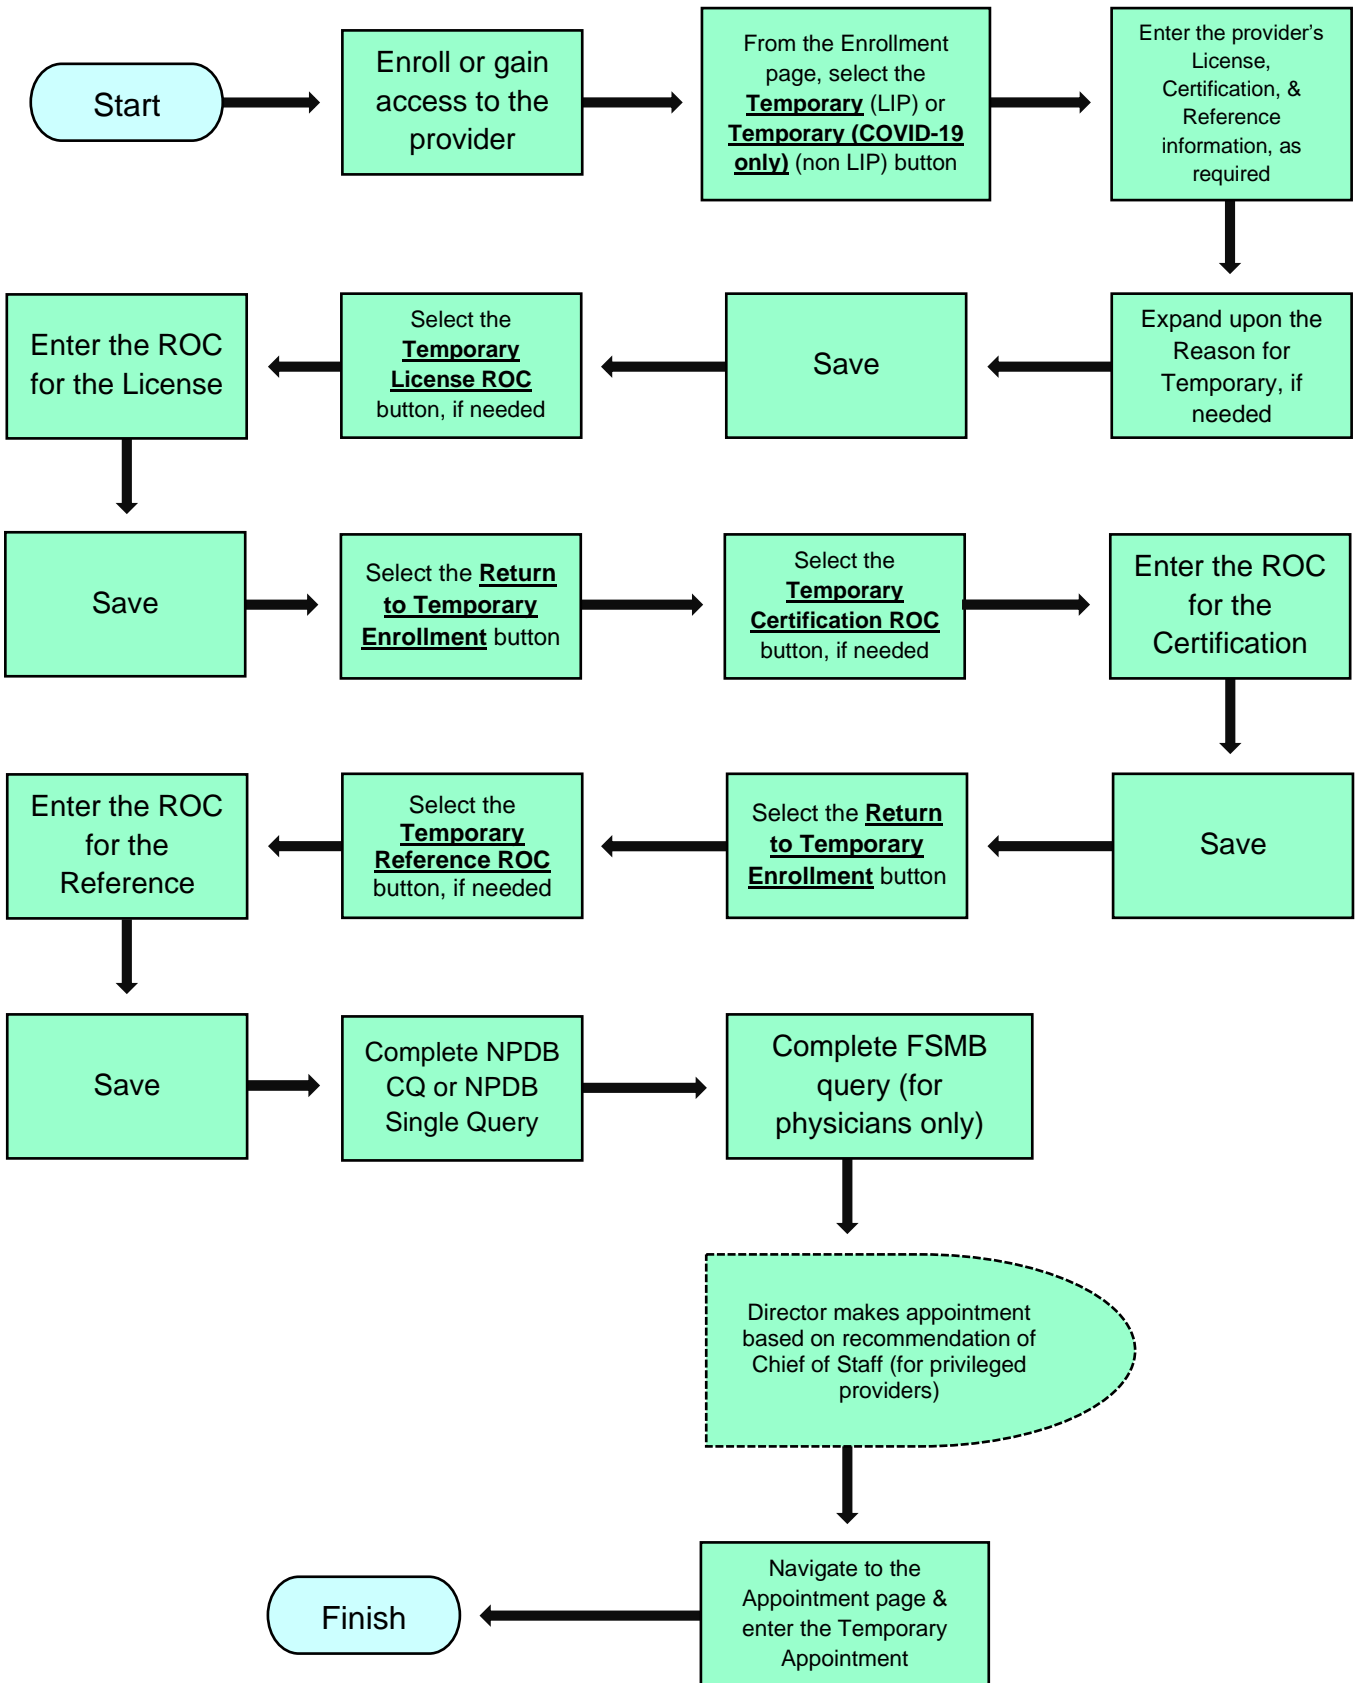 Start
Enroll or gain
access to the
provider
From the Enrollment
page, select the
Temporary (LIP) or
Temporary (COVID-19
only) (non LIP) button
Enter the provider's
License,
Certification, &
Reference
information, as
required
Expand upon the
Reason for
Temporary, if
needed
Save
Select the
Temporary
License ROC
button, if needed
Enter the ROC
for the License
Save
Select the Return
to Temporary
Enrollment button
Select the
Temporary
Certification ROC
button, if needed
Enter the ROC
for the
Certification
Save
Select the Return
to Temporary
Enrollment button
Select the
Temporary
Reference ROC
button, if needed
Enter the ROC
for the
Reference
Save
Complete NPDB
CQ or NPDB
Single Query
Complete FSMB
query (for
physicians only)
Director makes appointment
based on recommendation of
Chief of Staff (for privileged
providers)
Navigate to the
Appointment page &
enter the Temporary
Appointment
Finish